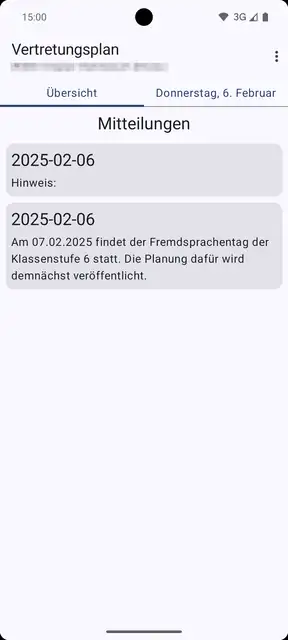 15:00
3G
Vertretungsplan
Übersicht
Donnerstag, 6. Februar
Mitteilungen
2025-02-06
Hinweis:
2025-02-06
Am 07.02.2025 findet der Fremdsprachentag der
Klassenstufe 6 statt. Die Planung dafür wird
demnächst veröffentlicht.